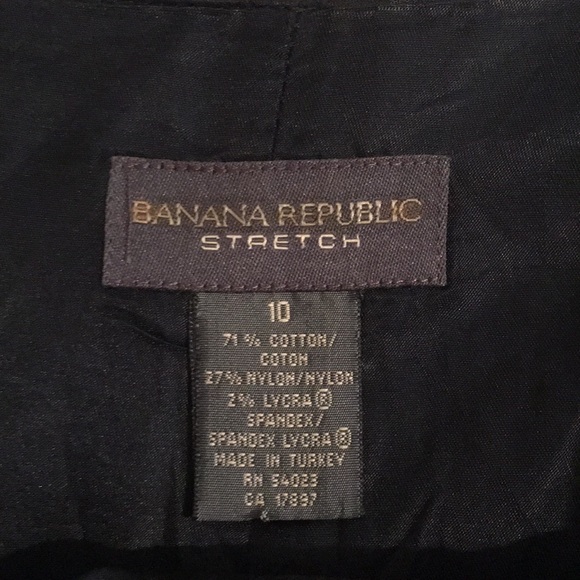 BANANA REPUBLIC
STRETCH
10
71% COTTON/
COTON
27% NYLON/NYLON
2% LYCRA®
SPANDEX/
SPANDEX LYCRA®
MADE IN TURKEY
RN 54023
CA 17897